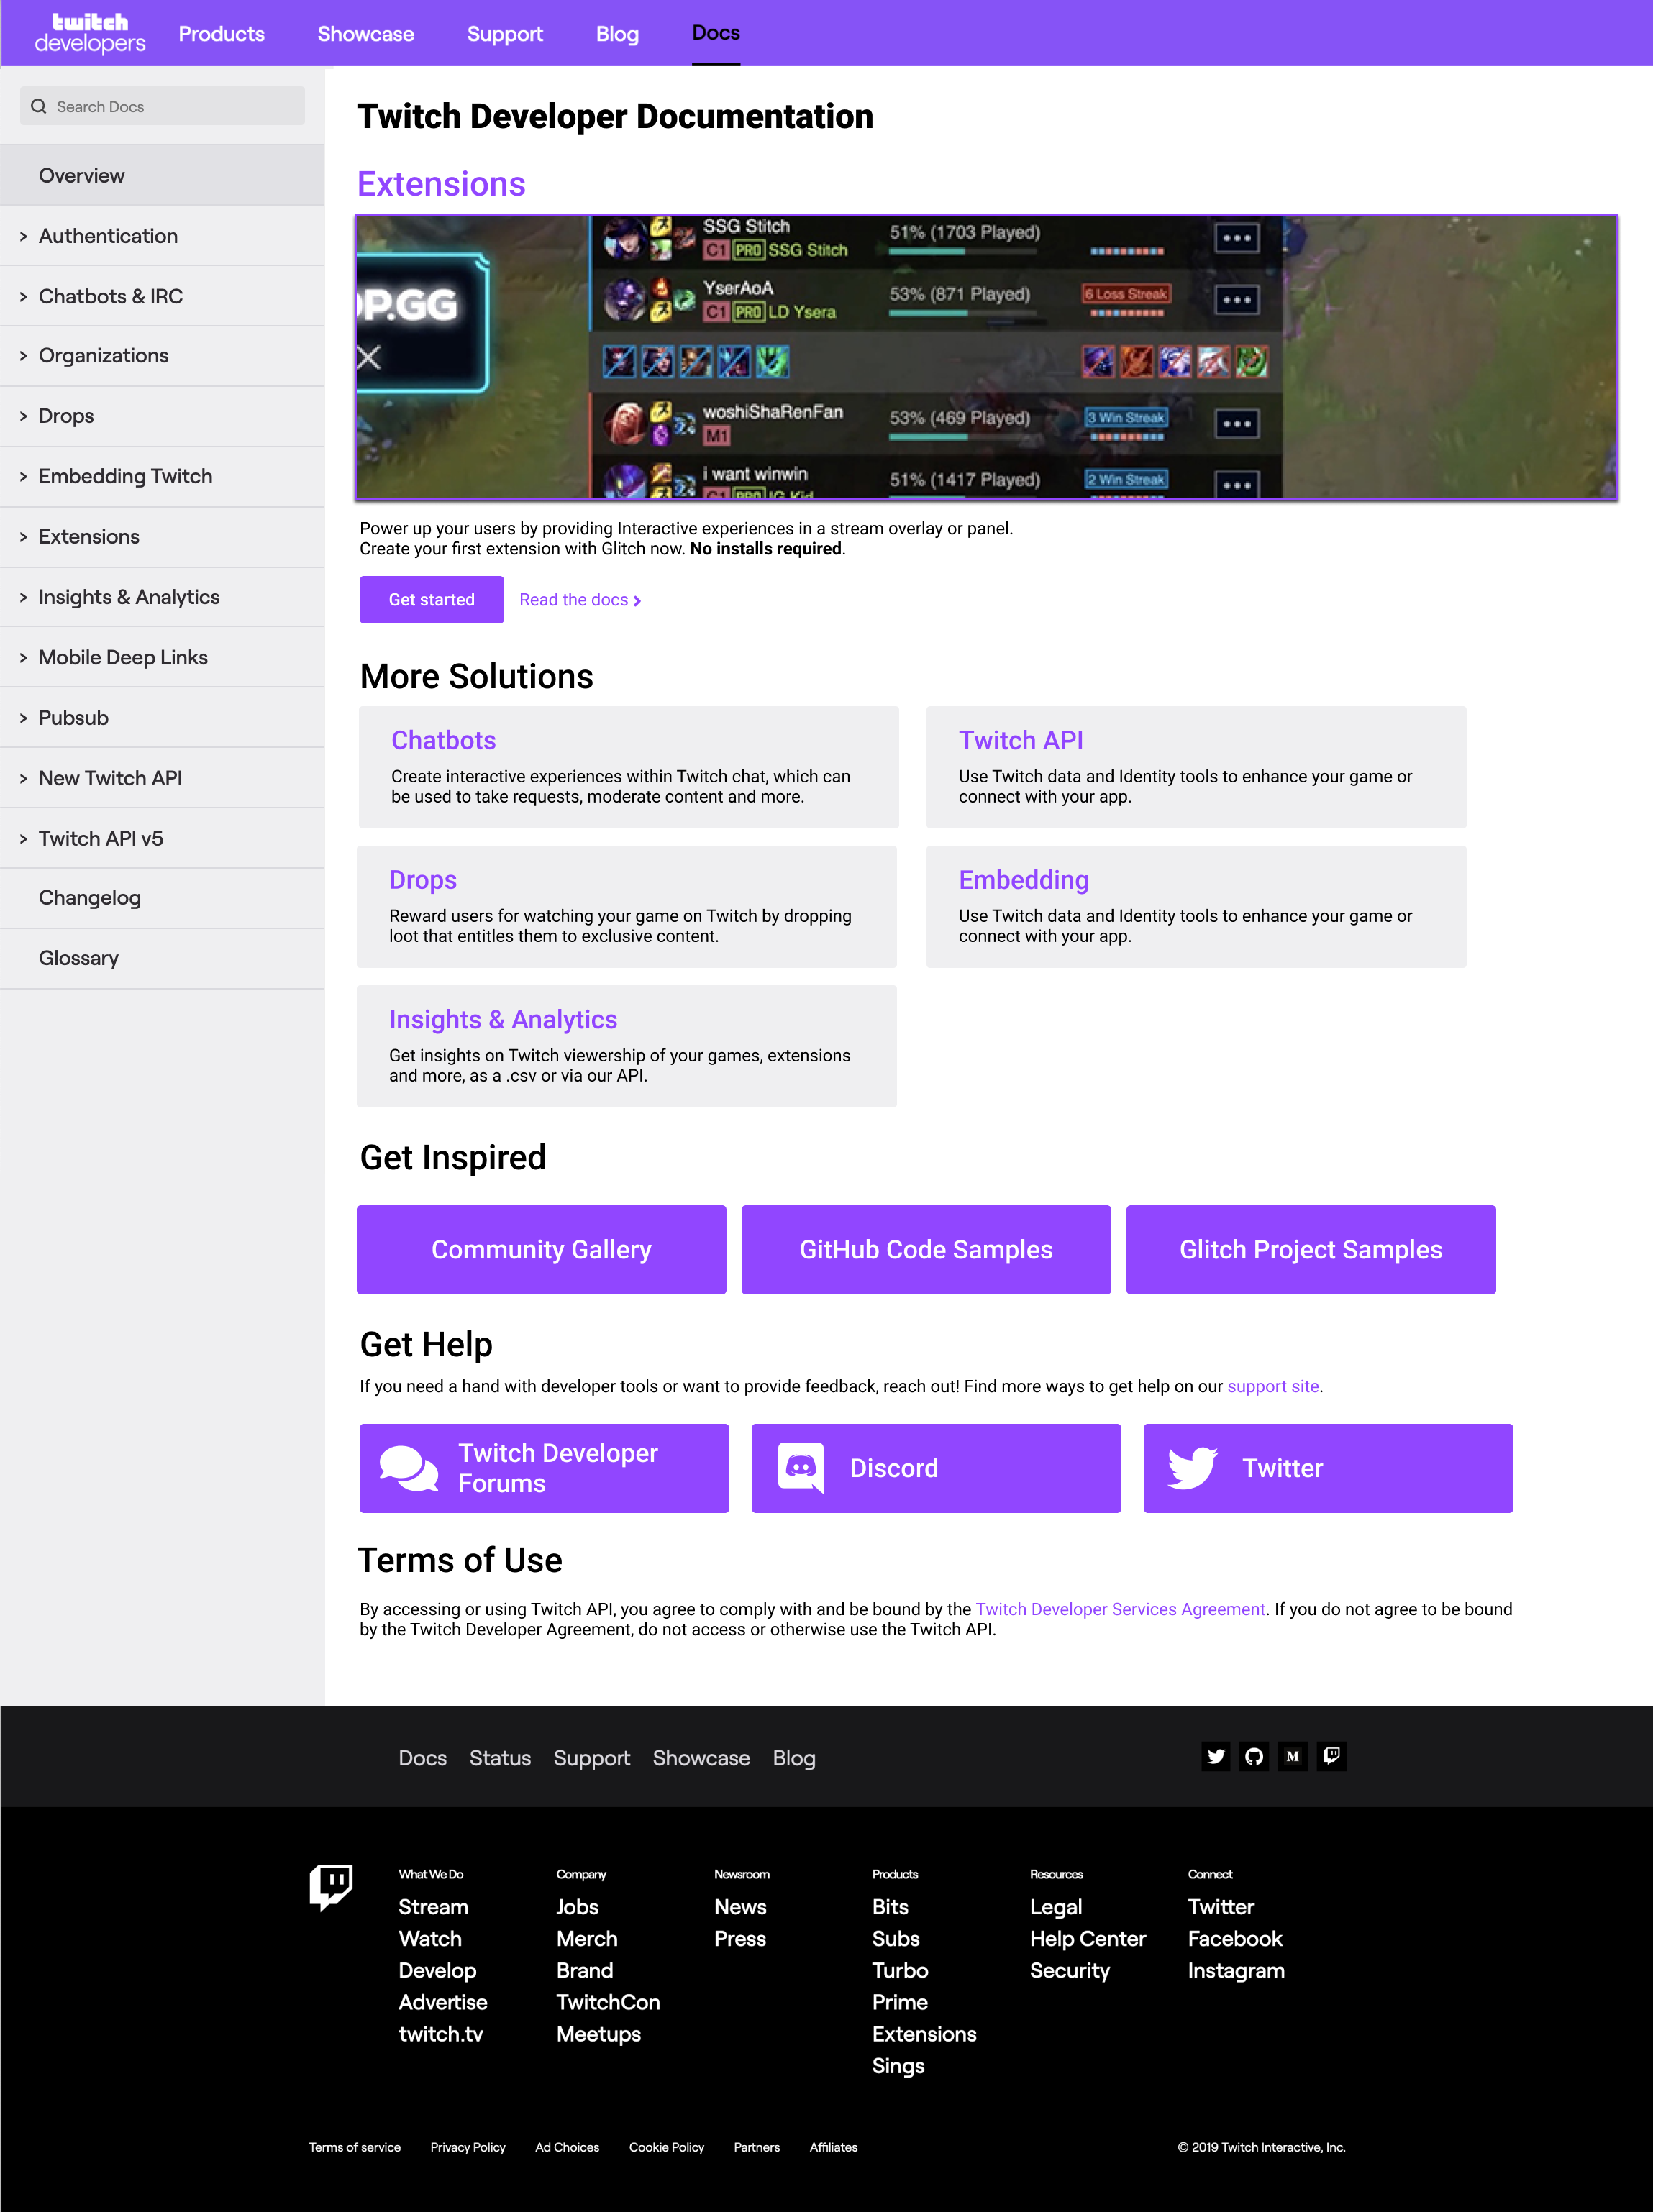 twitch
developers
Products
Showcase
Support
Blog
Docs
Search Docs
Overview
Authentication
Chatbots & IRC
Organizations
Drops
Embedding Twitch
Extensions
Insights & Analytics
Mobile Deep Links
Pubsub
New Twitch API
Twitch API v5
Changelog
Glossary
Twitch Developer Documentation
Extensions
SSG Stitch
51% (1703 Played)
C1 PRO SSG Stitch
YserAoA
53% (871 Played)
6 Loss Streak
C1 PRO LD Ysera
P.GG
woshiShaRenFan
53% (469 Played)
3 Win Streak
M1
i want winwin
51% (1417 Played)
2 Win Streak
C1 PRO IG Kid
Power up your users by providing Interactive experiences in a stream overlay or panel.
Create your first extension with Glitch now. No installs required.
Get started
Read the docs
More Solutions
Chatbots
Create interactive experiences within Twitch chat, which can
be used to take requests, moderate content and more.
Twitch API
Use Twitch data and Identity tools to enhance your game or
connect with your app.
Drops
Reward users for watching your game on Twitch by dropping
loot that entitles them to exclusive content.
Embedding
Use Twitch data and Identity tools to enhance your game or
connect with your app.
Insights & Analytics
Get insights on Twitch viewership of your games, extensions
and more, as a .csv or via our API.
Get Inspired
Community Gallery
GitHub Code Samples
Glitch Project Samples
Get Help
If you need a hand with developer tools or want to provide feedback, reach out! Find more ways to get help on our support site.
Twitch Developer
Forums
Discord
Twitter
Terms of Use
By accessing or using Twitch API, you agree to comply with and be bound by the Twitch Developer Services Agreement. If you do not agree to be bound
by the Twitch Developer Agreement, do not access or otherwise use the Twitch API.
Docs
Status
Support
Showcase
Blog
M
What We Do
Stream
Watch
Develop
Advertise
twitch.tv
Company
Jobs
Merch
Brand
TwitchCon
Meetups
Newsroom
News
Press
Products
Bits
Subs
Turbo
Prime
Extensions
Sings
Resources
Legal
Help Center
Security
Connect
Twitter
Facebook
Instagram
Terms of service
Privacy Policy
Ad Choices
Cookie Policy
Partners
Affiliates
© 2019 Twitch Interactive, Inc.